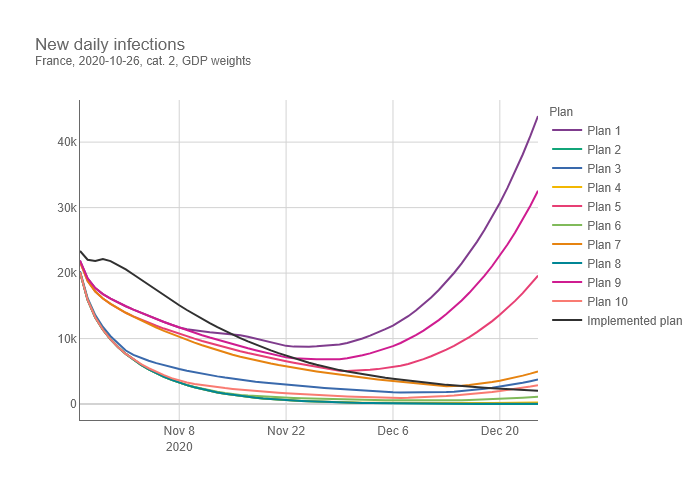 New daily infections
France, 2020-10-26, cat. 2, GDP weights
40k
30k
20k
10k
0
Nov 8
2020
Nov 22
Dec 6
Dec 20
Plan
Plan 1
Plan 2
Plan 3
Plan 4
Plan 5
Plan 6
Plan 7
Plan 8
Plan 9
Plan 10
Implemented plan